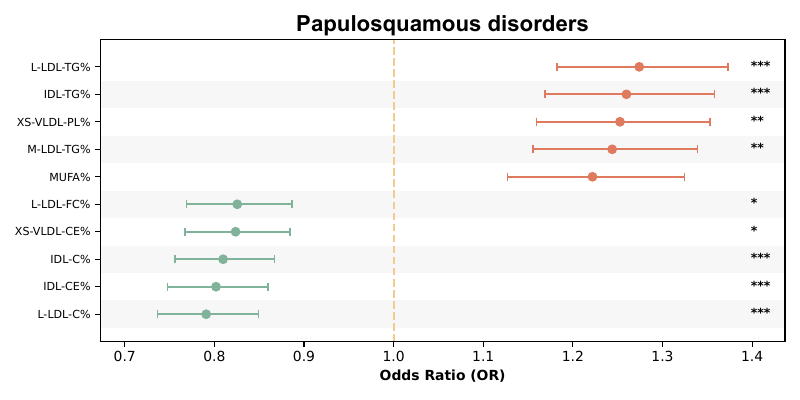 Papulosquamous disorders
L-LDL-TG% ***
IDL-TG% ***
XS-VLDL-PL% **
M-LDL-TG% **
MUFA%
L-LDL-FC% *
XS-VLDL-CE% *
IDL-C% ***
IDL-CE% ***
L-LDL-C% ***
0.7 0.8 0.9 1.0 1.1 1.2 1.3 1.4
Odds Ratio (OR)